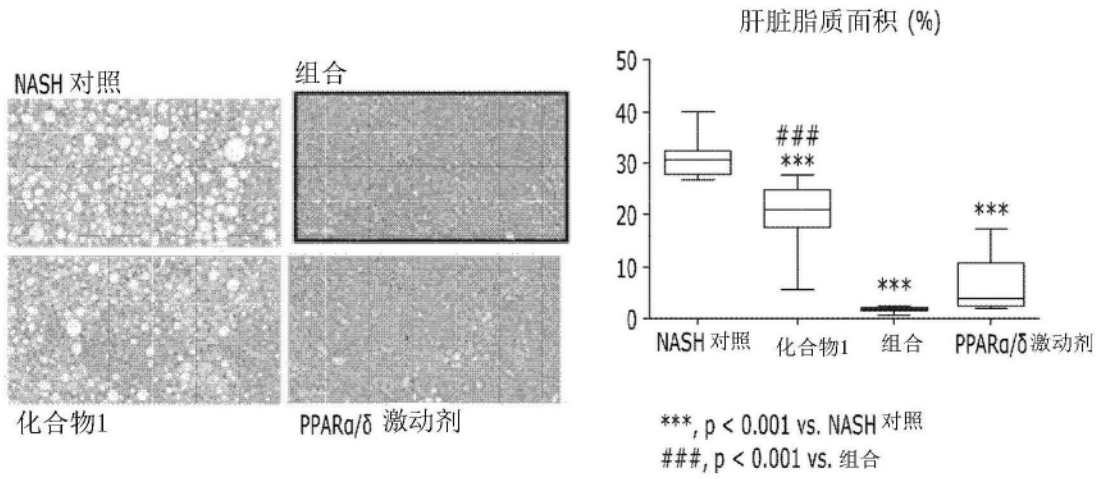 NASH 对照
组合
化合物1
PPARα/δ 激动剂
肝脏脂质面积 (%)
50
40
30
20
10
0
###
***
***
***
NASH 对照
化合物1
组合
PPARα/δ 激动剂
***, p < 0.001 vs. NASH 对照
###, p < 0.001 vs. 组合